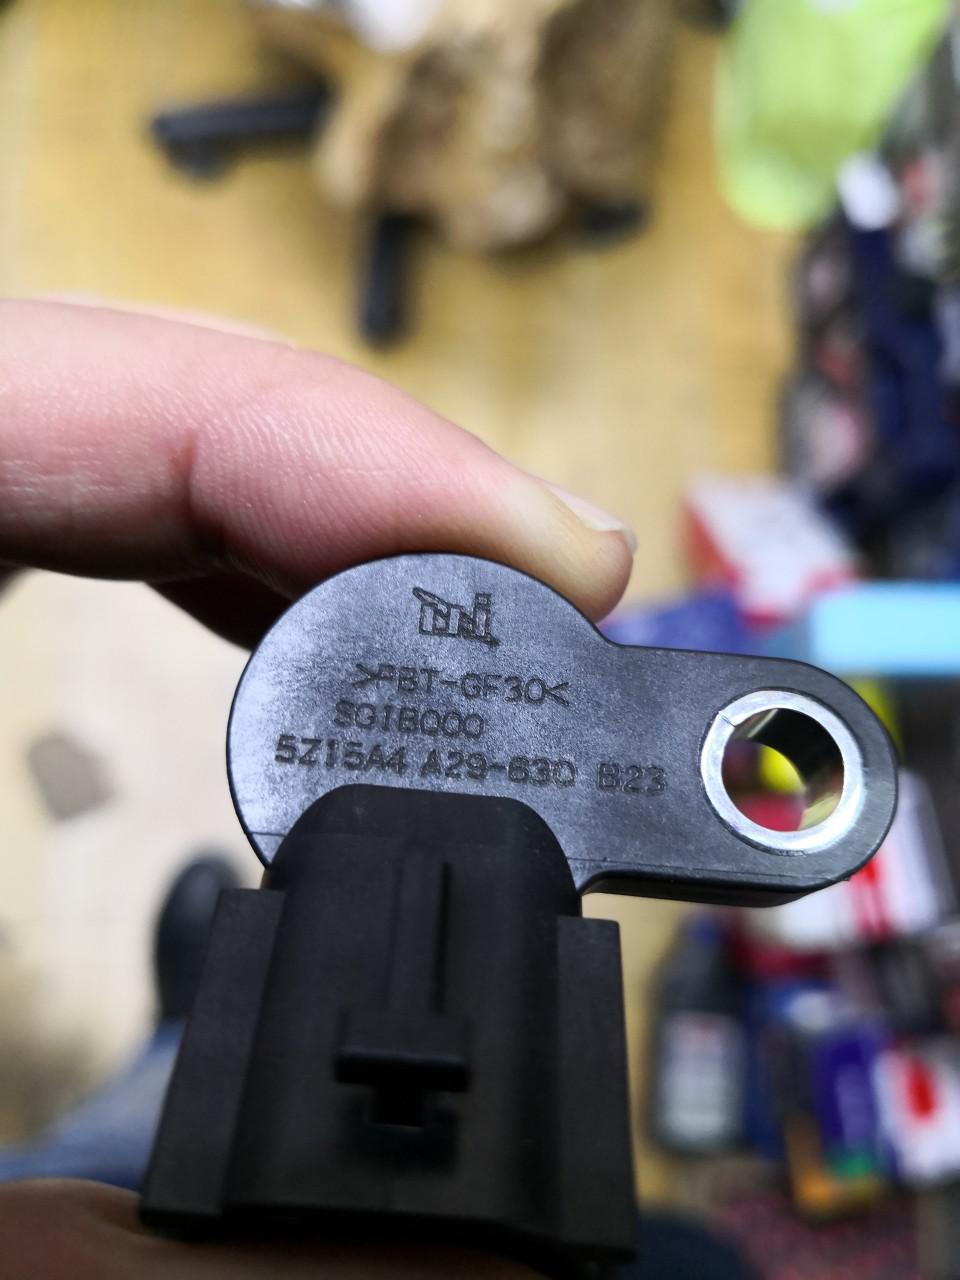 >PBT-GF30<
SG1B000
5Z15A4 A29-630 B23